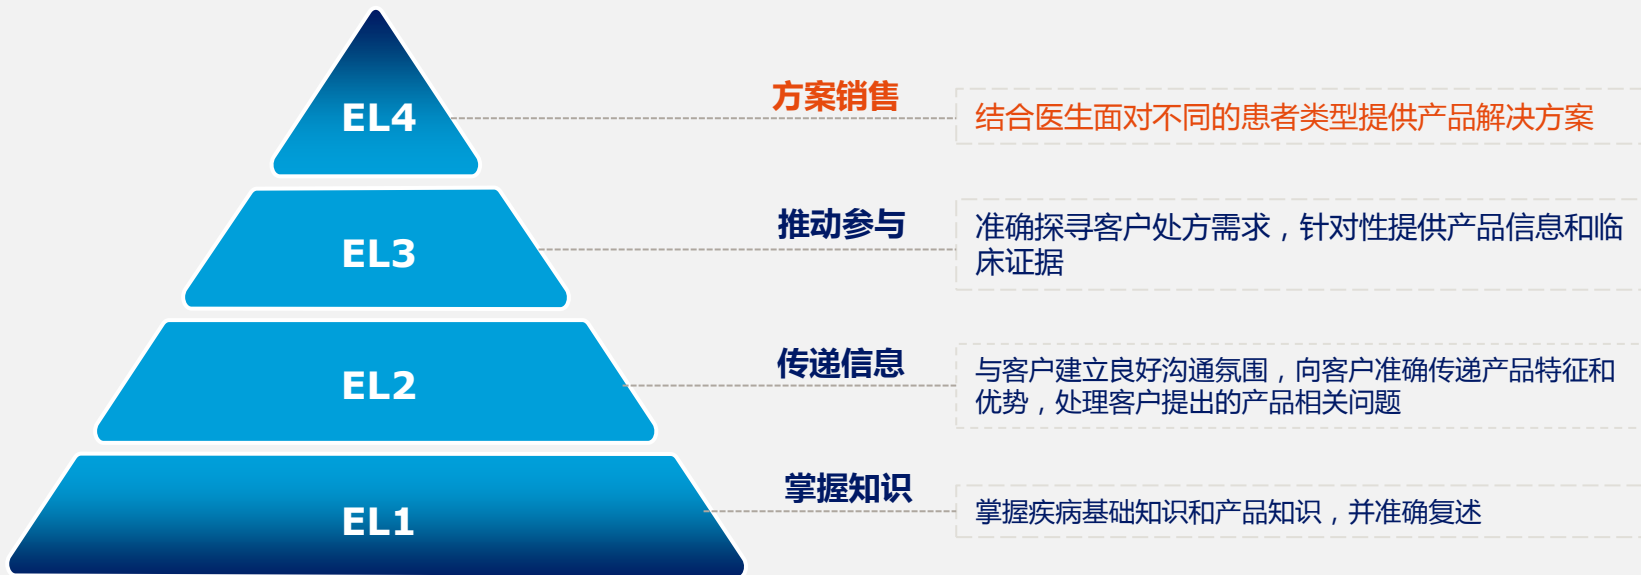 EL4
方案销售
结合医生面对不同的患者类型提供产品解决方案
EL3
推动参与
准确探寻客户处方需求，针对性提供产品信息和临
床证据
EL2
传递信息
与客户建立良好沟通氛围，向客户准确传递产品特征和
优势，处理客户提出的产品相关问题
EL1
掌握知识
掌握疾病基础知识和产品知识，并准确复述